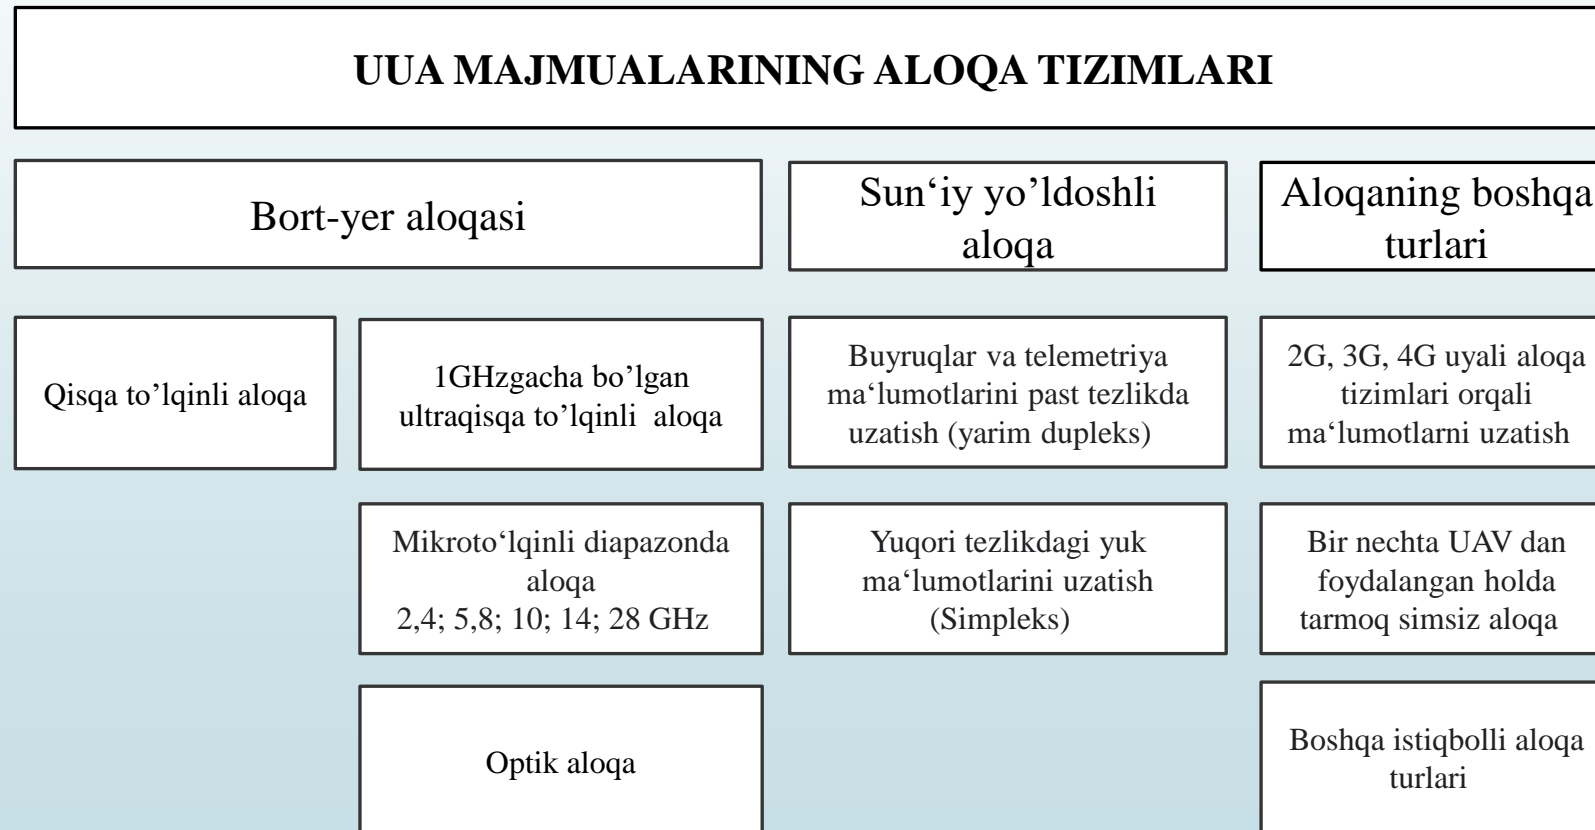 UUA MAJMUALARINING ALOQA TIZIMLARI
Bort-yer aloqasi
Sun‘iy yo’ldoshli
aloqa
Aloqaning boshqa
turlari
Qisqa to’lqinli aloqa
1GHzgacha bo’lgan
ultraqisqa to’lqinli aloqa
Buyruqlar va telemetriya
ma‘lumotlarini past tezlikda
uzatish (yarim dupleks)
2G, 3G, 4G uyali aloqa
tizimlari orqali
ma‘lumotlarni uzatish
Mikroto‘lqinli diapazonda
aloqa
2,4; 5,8; 10; 14; 28 GHz
Yuqori tezlikdagi yuk
ma‘lumotlarini uzatish
(Simpleks)
Bir nechta UAV dan
foydalangan holda
tarmoq simsiz aloqa
Optik aloqa
Boshqa istiqbolli aloqa
turlari